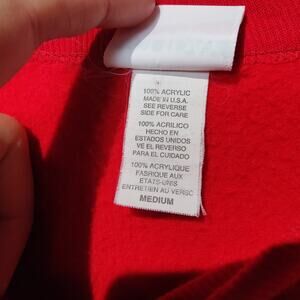 100% ACRYLIC
MADE IN U.S.A.
SEE REVERSE
SIDE FOR CARE
100% ACRILICO
HECHO EN
ESTADOS UNIDOS
VE EL REVERSO
PARA EL CUIDADO
100% ACRYLIQUE
FABRIQUE AUX
ETATS-UNIS
ENTRETIEN AU VERSO
MEDIUM